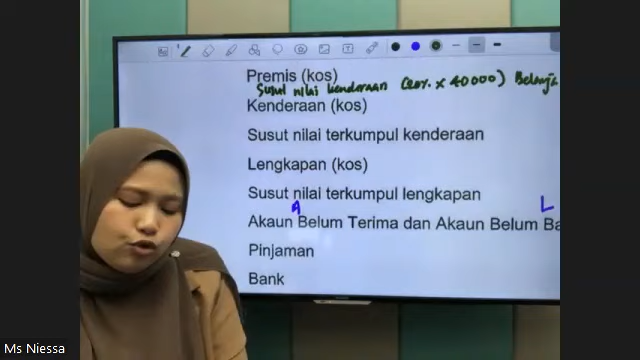 Premis (kos)
Susut nilai kenderaan (20% x 40000) Belanja
Kenderaan (kos)
Susut nilai terkumpul kenderaan
Lengkapan (kos)
Susut nilai terkumpul lengkapan
A L
Akaun Belum Terima dan Akaun Belum Ba
Pinjaman
Bank
Ms Niessa